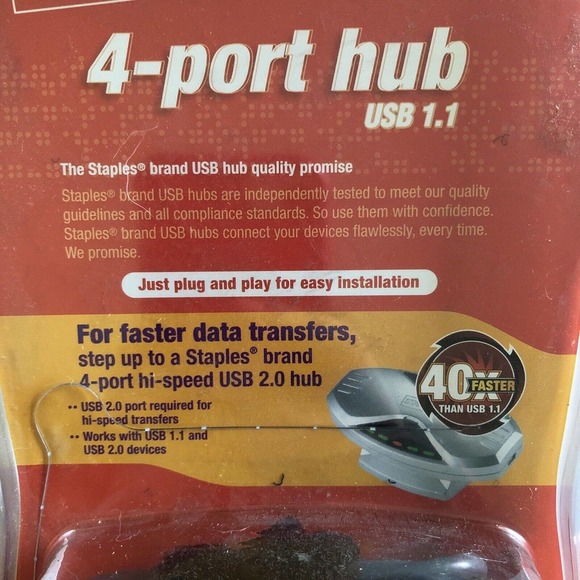 4-port hub
USB 1.1
The Staples® brand USB hub quality promise
Staples® brand USB hubs are independently tested to meet our quality
guidelines and all compliance standards. So use them with confidence.
Staples® brand USB hubs connect your devices flawlessly, every time.
We promise.
Just plug and play for easy installation
For faster data transfers,
step up to a Staples® brand
4-port hi-speed USB 2.0 hub
•• USB 2.0 port required for
hi-speed transfers
•• Works with USB 1.1 and
USB 2.0 devices
40x FASTER
THAN USB 1.1